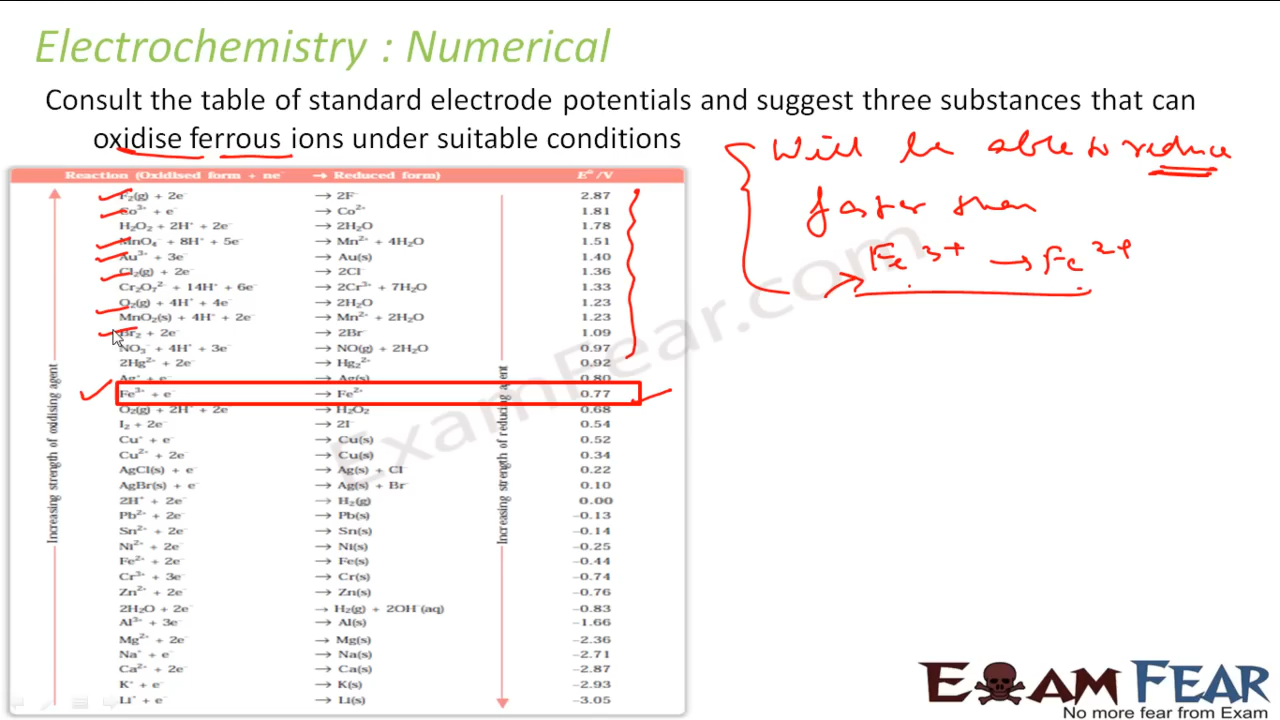 Electrochemistry : Numerical
Consult the table of standard electrode potentials and suggest three substances that can
oxidise ferrous ions under suitable conditions
Will be able to reduce
faster than
Fe³⁺ → Fe²⁺
Reaction (Oxidised form + ne⁻ → Reduced form) E°/V
F₂(g) + 2e⁻ → 2F⁻ 2.87
Co³⁺ + e⁻ → Co²⁺ 1.81
H₂O₂ + 2H⁺ + 2e⁻ → 2H₂O 1.78
MnO₄⁻ + 8H⁺ + 5e⁻ → Mn²⁺ + 4H₂O 1.51
Au³⁺ + 3e⁻ → Au(s) 1.40
Cl₂(g) + 2e⁻ → 2Cl⁻ 1.36
Cr₂O₇²⁻ + 14H⁺ + 6e⁻ → 2Cr³⁺ + 7H₂O 1.33
O₂(g) + 4H⁺ + 4e⁻ → 2H₂O 1.23
MnO₂(s) + 4H⁺ + 2e⁻ → Mn²⁺ + 2H₂O 1.23
Br₂ + 2e⁻ → 2Br⁻ 1.09
NO₃⁻ + 4H⁺ + 3e⁻ → NO(g) + 2H₂O 0.97
2Hg²⁺ + 2e⁻ → Hg₂²⁺ 0.92
Ag⁺ + e⁻ → Ag(s) 0.80
Fe³⁺ + e⁻ → Fe²⁺ 0.77
O₂(g) + 2H⁺ + 2e⁻ → H₂O₂ 0.68
I₂ + 2e⁻ → 2I⁻ 0.54
Cu⁺ + e⁻ → Cu(s) 0.52
Cu²⁺ + 2e⁻ → Cu(s) 0.34
AgCl(s) + e⁻ → Ag(s) + Cl⁻ 0.22
AgBr(s) + e⁻ → Ag(s) + Br⁻ 0.10
2H⁺ + 2e⁻ → H₂(g) 0.00
Pb²⁺ + 2e⁻ → Pb(s) –0.13
Sn²⁺ + 2e⁻ → Sn(s) –0.14
Ni²⁺ + 2e⁻ → Ni(s) –0.25
Fe²⁺ + 2e⁻ → Fe(s) –0.44
Cr³⁺ + 3e⁻ → Cr(s) –0.74
Zn²⁺ + 2e⁻ → Zn(s) –0.76
2H₂O + 2e⁻ → H₂(g) + 2OH⁻(aq) –0.83
Al³⁺ + 3e⁻ → Al(s) –1.66
Mg²⁺ + 2e⁻ → Mg(s) –2.36
Na⁺ + e⁻ → Na(s) –2.71
Ca²⁺ + 2e⁻ → Ca(s) –2.87
K⁺ + e⁻ → K(s) –2.93
Li⁺ + e⁻ → Li(s) –3.05
Increasing strength of oxidising agent
Increasing strength of reducing agent
ExamFear.com
EXAM FEAR
No more fear from Exam